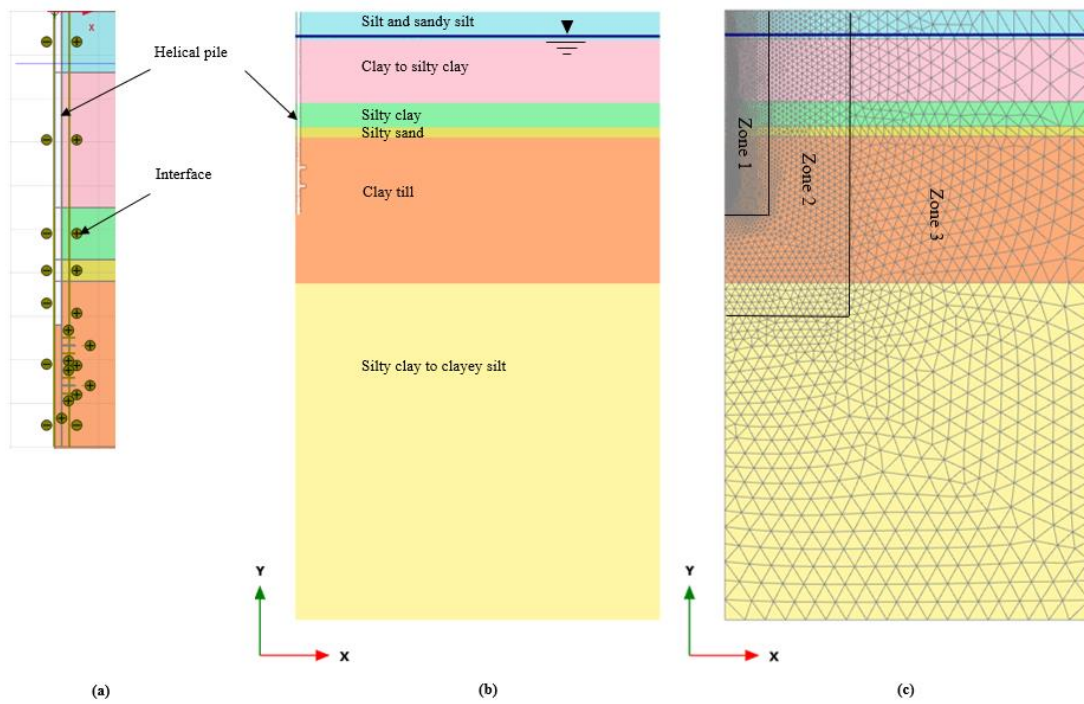 x
Helical pile
Interface
Silt and sandy silt
Clay to silty clay
Silty clay
Silty sand
Clay till
Silty clay to clayey silt
Zone 1
Zone 2
Zone 3
Y
X
Y
X
(a)
(b)
(c)